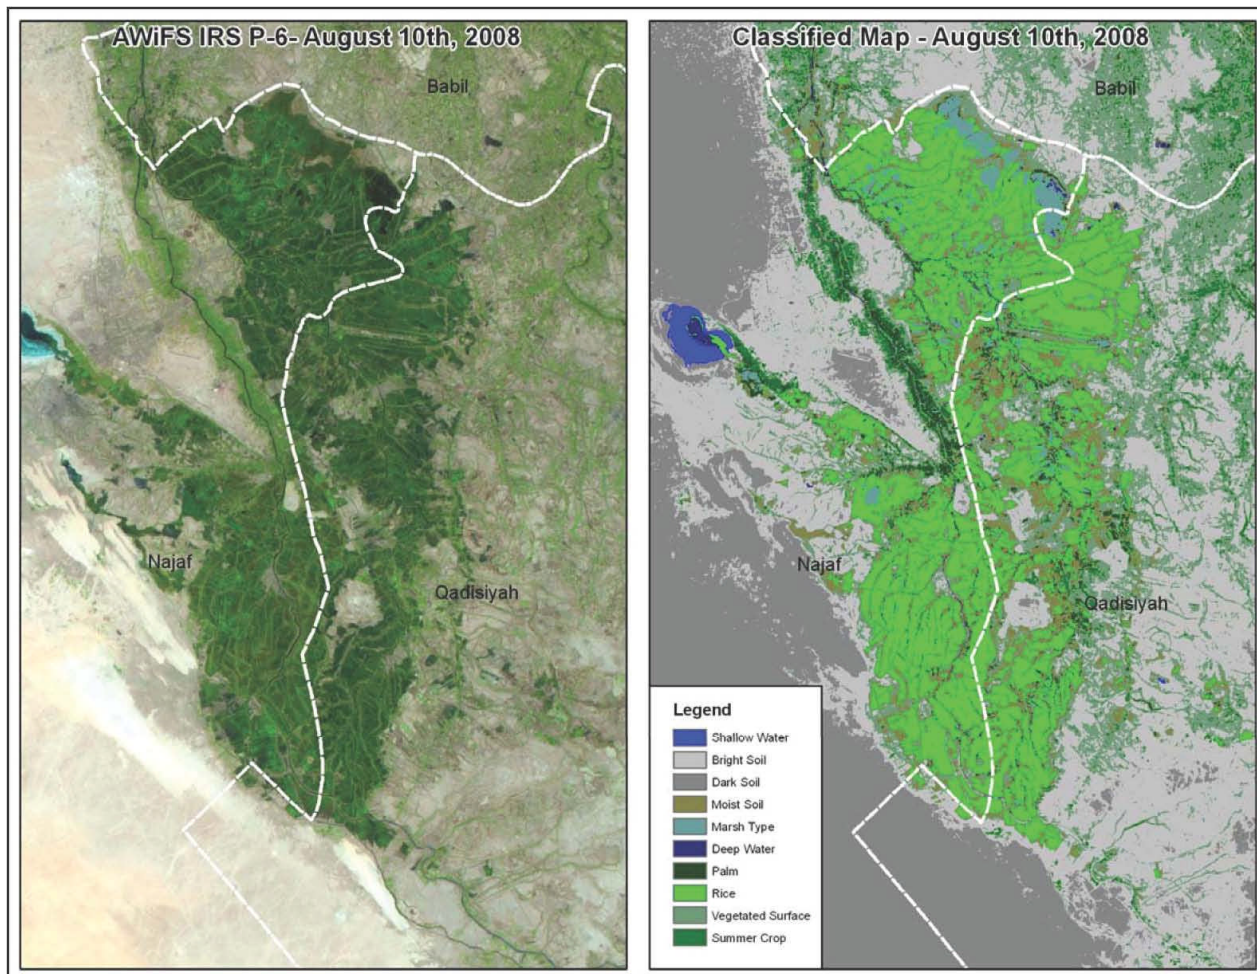 AWiFS IRS P-6- August 10th, 2008
Babil
Najaf
Qadisiyah
Classified Map - August 10th, 2008
Babil
Najaf
Qadisiyah
Legend
Shallow Water
Bright Soil
Dark Soil
Moist Soil
Marsh Type
Deep Water
Palm
Rice
Vegetated Surface
Summer Crop